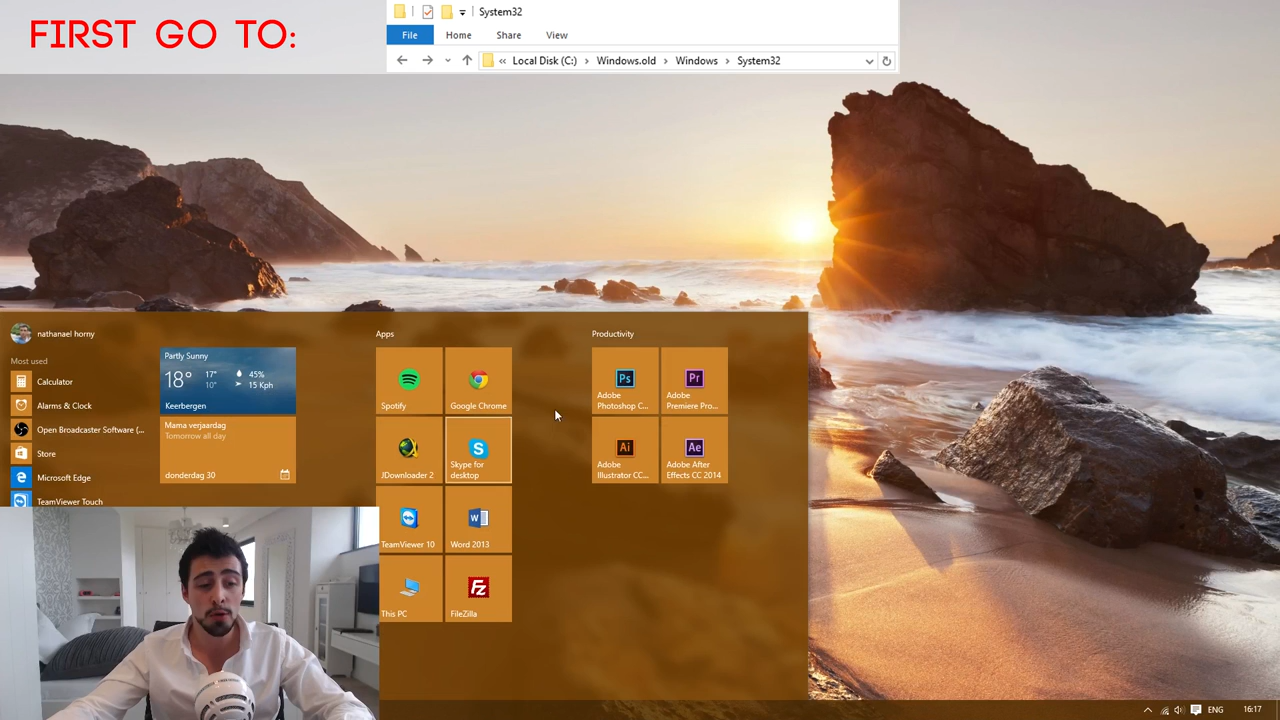 FIRST GO TO:
System32
File Home Share View
« Local Disk (C:) > Windows.old > Windows > System32
nathanael horny
Most used
Calculator
Alarms & Clock
Open Broadcaster Software (...
Store
Microsoft Edge
TeamViewer Touch
Partly Sunny
18° 17° 10° 45% 15 Kph
Keerbergen
Mama verjaardag
Tomorrow all day
donderdag 30
Apps
Spotify
Google Chrome
JDownloader 2
Skype for
desktop
TeamViewer 10
Word 2013
This PC
FileZilla
Productivity
Ps
Adobe
Photoshop C...
Pr
Adobe
Premiere Pro...
Ai
Adobe
Illustrator CC...
Ae
Adobe After
Effects CC 2014
ENG 16:17